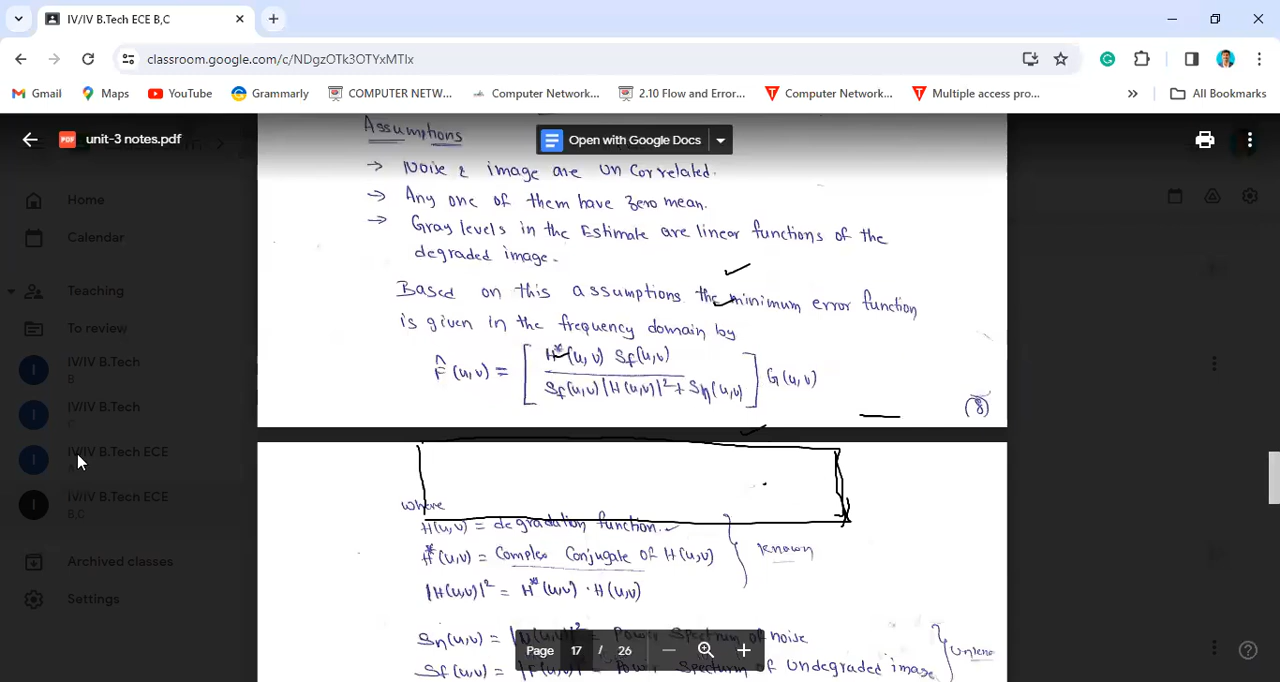 IV/IV B.Tech ECE B,C
classroom.google.com/c/NDgzOTk3OTYxMTIx
Gmail Maps YouTube Grammarly COMPUTER NETW... Computer Network... 2.10 Flow and Error... Computer Network... Multiple access pro... » All Bookmarks
unit-3 notes.pdf
Open with Google Docs
Home
Calendar
Teaching
To review
IV/IV B.Tech
B
IV/IV B.Tech
C
IV/IV B.Tech ECE
IV/IV B.Tech ECE
B,C
Archived classes
Settings
Assumptions
→ Noise & image are un correlated.
→ Any one of them have zero mean.
→ Gray levels in the Estimate are linear functions of the
degraded image.
Based on this assumptions the minimum error function
is given in the frequency domain by
F̂(u,v) = [ H*(u,v) Sf(u,v) / Sf(u,v) |H(u,v)|² + Sη(u,v) ] G(u,v)
(8)
where
H(u,v) = degradation function.
H*(u,v) = Complex Conjugate of H(u,v)
|H(u,v)|² = H*(u,v) · H(u,v)
known
Sη(u,v) = |N(u,v)|² = Power Spectrum of noise
Sf(u,v) = |F(u,v)|² = Power Specturm of undegraded image
Page 17 / 26